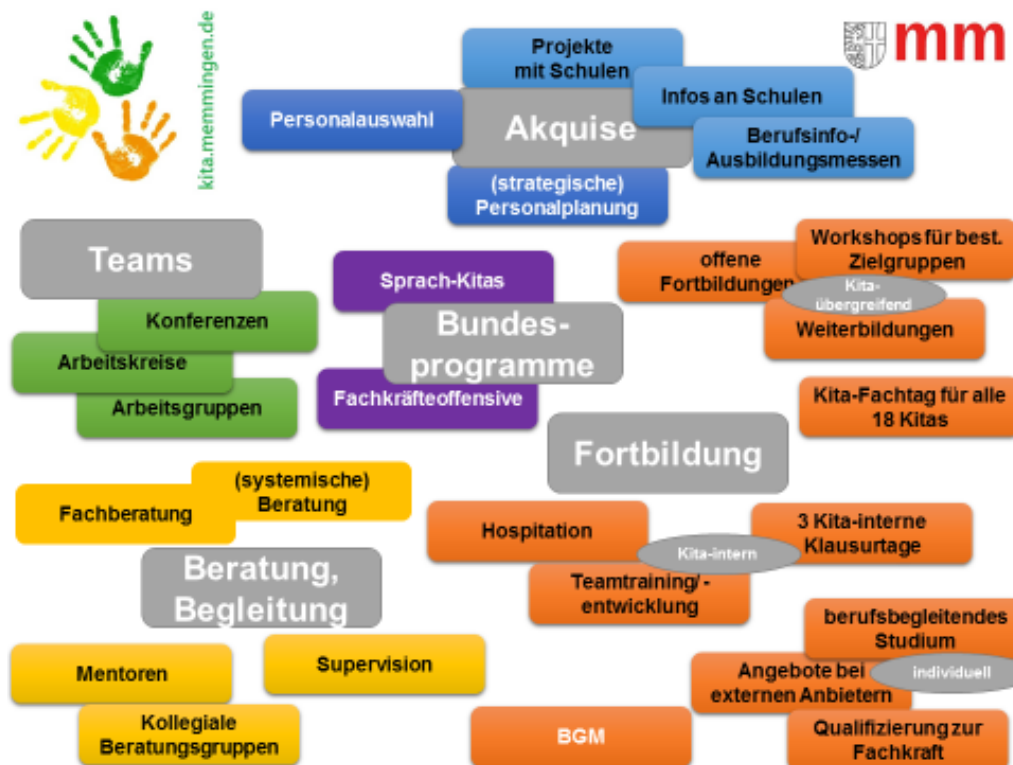 kita.memmingen.de
mm
Projekte
mit Schulen
Infos an Schulen
Personalauswahl
Akquise
Berufsinfo-/
Ausbildungsmessen
(strategische)
Personalplanung
Teams
Konferenzen
Arbeitskreise
Arbeitsgruppen
Sprach-Kitas
Bundes-
programme
Fachkräfteoffensive
offene
Fortbildungen
Workshops für best.
Zielgruppen
Kita-
übergreifend
Weiterbildungen
Kita-Fachtag für alle
18 Kitas
Fortbildung
Fachberatung
(systemische)
Beratung
Beratung,
Begleitung
Mentoren
Supervision
Kollegiale
Beratungsgruppen
Hospitation
Kita-intern
3 Kita-interne
Klausurtage
Teamtraining/-
entwicklung
berufsbegleitendes
Studium
individuell
Angebote bei
externen Anbietern
Qualifizierung zur
Fachkraft
BGM